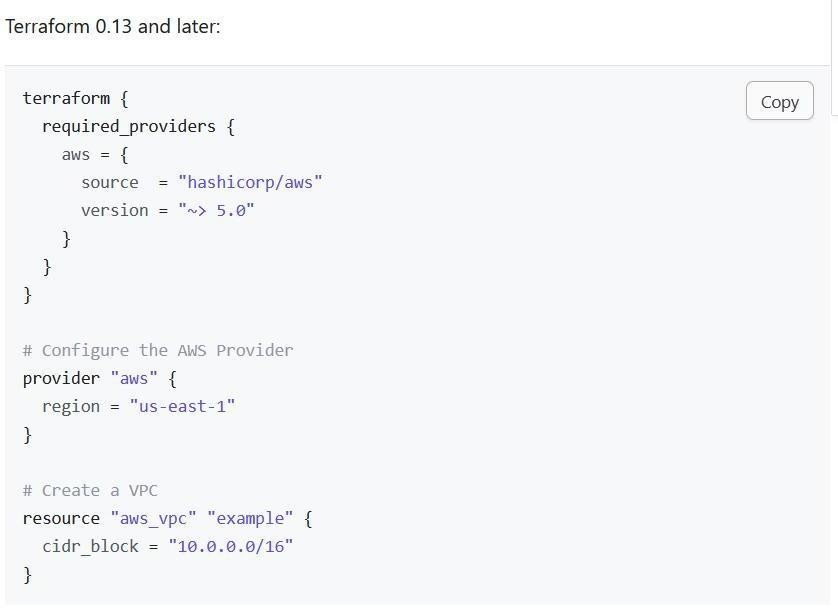 Terraform 0.13 and later:
Copy
terraform {
  required_providers {
    aws = {
      source  = "hashicorp/aws"
      version = "~> 5.0"
    }
  }
}

# Configure the AWS Provider
provider "aws" {
  region = "us-east-1"
}

# Create a VPC
resource "aws_vpc" "example" {
  cidr_block = "10.0.0.0/16"
}